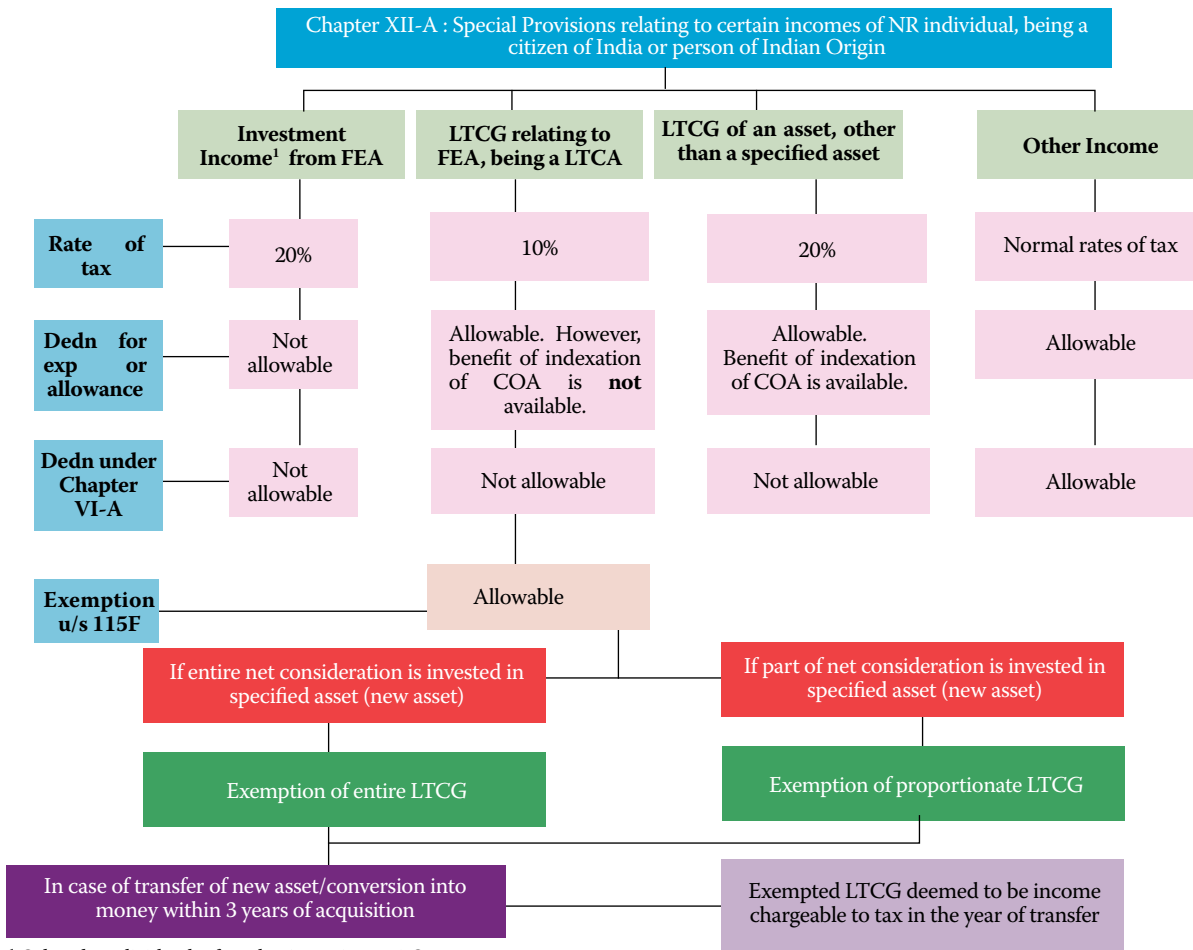 Chapter XII-A : Special Provisions relating to certain incomes of NR individual, being a
citizen of India or person of Indian Origin
Investment
Income¹ from FEA
LTCG relating to
FEA, being a LTCA
LTCG of an asset, other
than a specified asset
Other Income
Rate of
tax
20%
10%
20%
Normal rates of tax
Dedn for
exp or
allowance
Not
allowable
Allowable. However,
benefit of indexation
of COA is not
available.
Allowable.
Benefit of indexation
of COA is available.
Allowable
Dedn under
Chapter
VI-A
Not
allowable
Not allowable
Not allowable
Allowable
Exemption
u/s 115F
Allowable
If entire net consideration is invested in
specified asset (new asset)
If part of net consideration is invested in
specified asset (new asset)
Exemption of entire LTCG
Exemption of proportionate LTCG
In case of transfer of new asset/conversion into
money within 3 years of acquisition
Exempted LTCG deemed to be income
chargeable to tax in the year of transfer